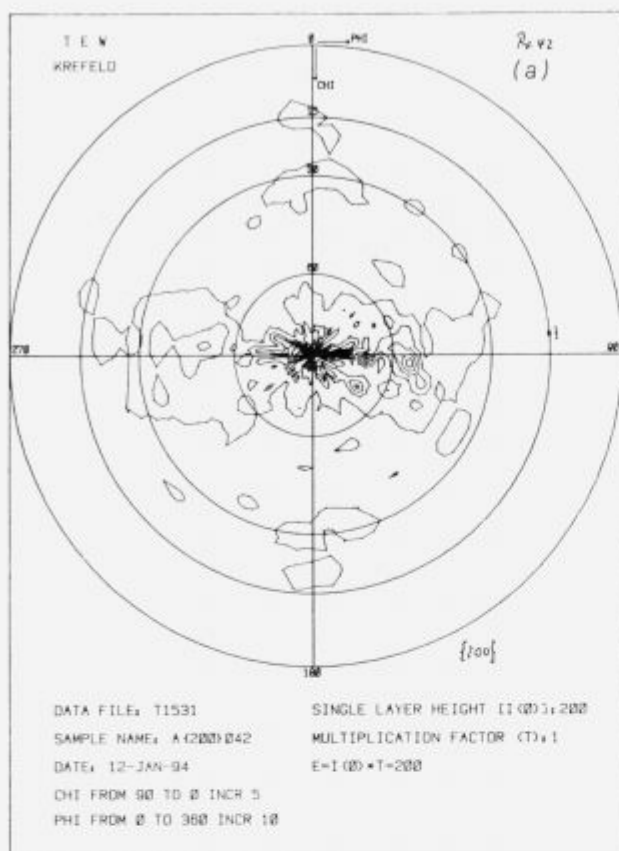 T E W
KREFELD
0
PHI
CHI
(a)
60
270
90
180
{100}
DATA FILE: T1531
SINGLE LAYER HEIGHT [I(0)]:200
SAMPLE NAME: A(200)042
MULTIPLICATION FACTOR (T):1
DATE: 12-JAN-94
E=I(0)*T=200
CHI FROM 90 TO 0 INCR 5
PHI FROM 0 TO 360 INCR 10